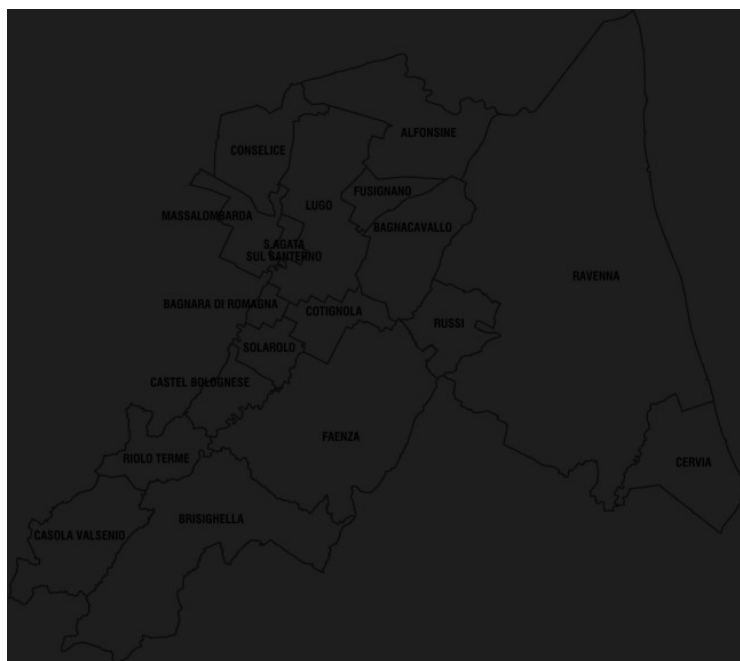 ALFONSINE
CONSELICE
FUSIGNANO
LUGO
MASSALOMBARDA
BAGNACAVALLO
S.AGATA
SUL SANTERNO
RAVENNA
BAGNARA DI ROMAGNA
COTIGNOLA
RUSSI
SOLAROLO
CASTEL BOLOGNESE
FAENZA
RIOLO TERME
CERVIA
BRISIGHELLA
CASOLA VALSENIO